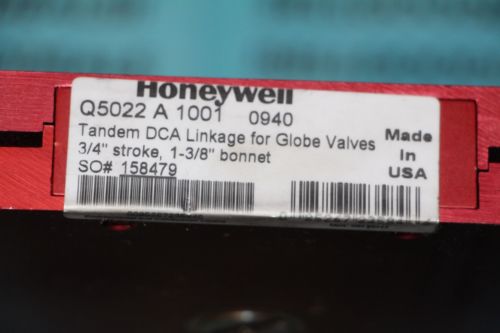 Honeywell
Q5022 A 1001 0940
Tandem DCA Linkage for Globe Valves
3/4" stroke, 1-3/8" bonnet
SO# 158479
Made
In
USA